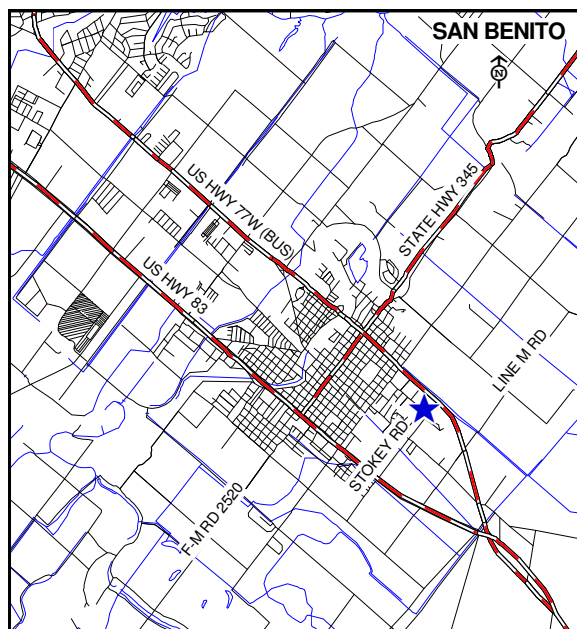 SAN BENITO
N
US HWY 77W (BUS)
STATE HWY 345
US HWY 83
LINE M RD
STOKEY RD
F-M RD 2520